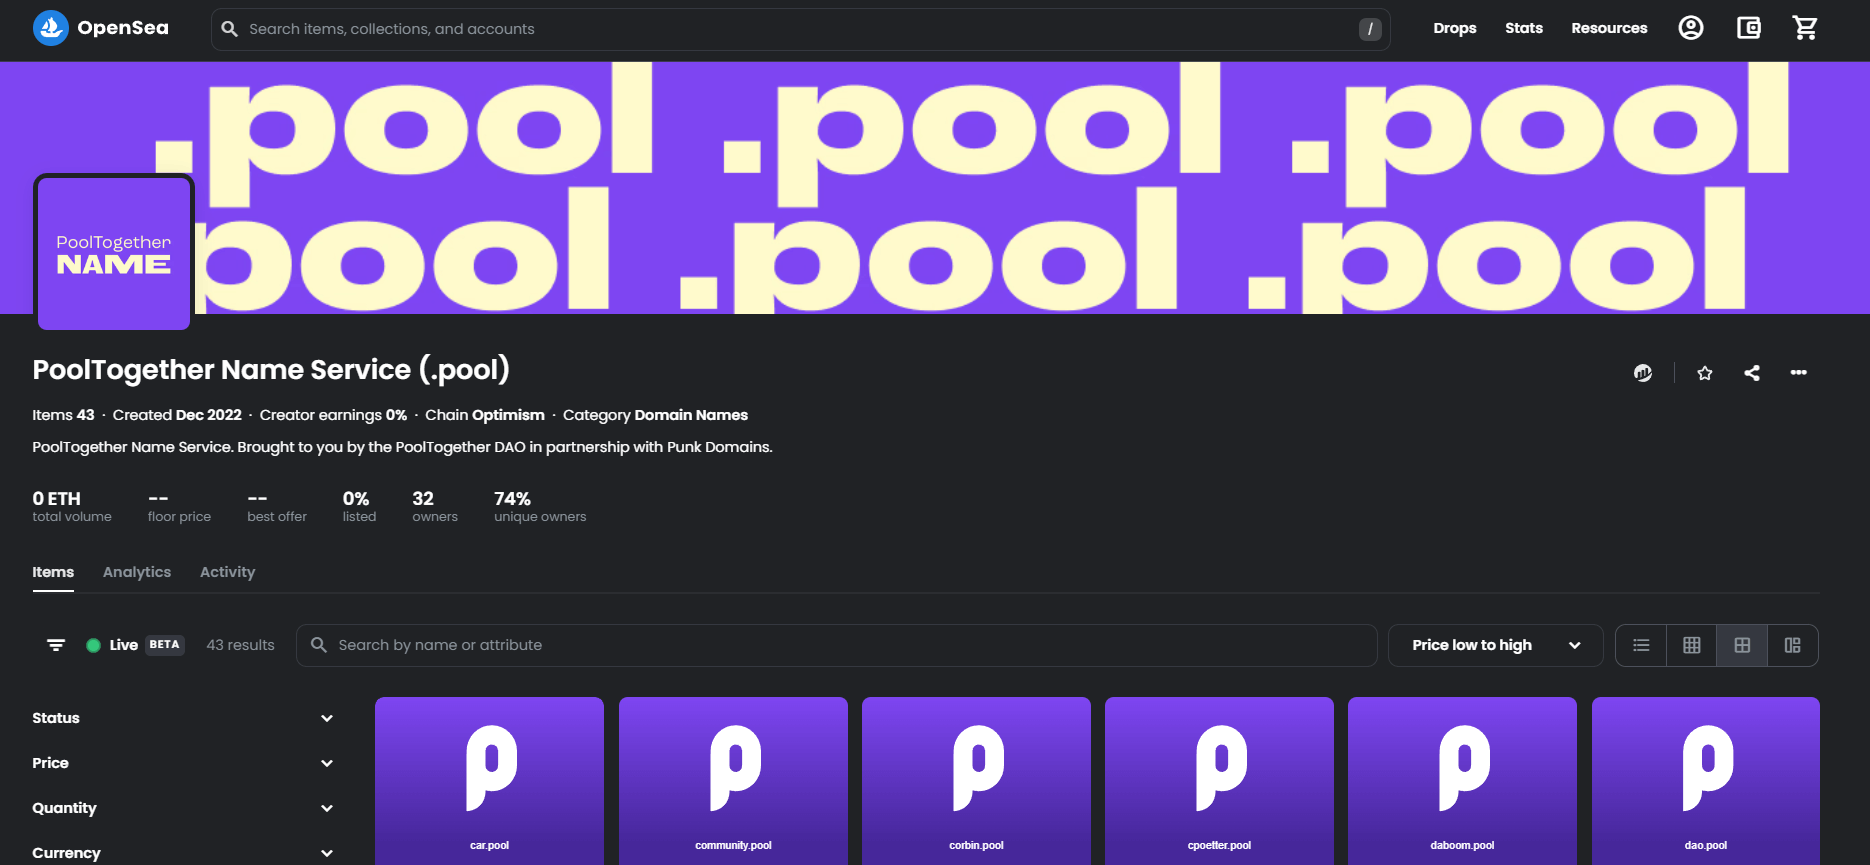 OpenSea
Search items, collections, and accounts
/
Drops
Stats
Resources
.pool .pool .pool
pool .pool .pool
PoolTogether
NAME
PoolTogether Name Service (.pool)
Items 43 · Created Dec 2022 · Creator earnings 0% · Chain Optimism · Category Domain Names
PoolTogether Name Service. Brought to you by the PoolTogether DAO in partnership with Punk Domains.
0 ETH
total volume
--
floor price
--
best offer
0%
listed
32
owners
74%
unique owners
Items
Analytics
Activity
Live BETA
43 results
Search by name or attribute
Price low to high
Status
Price
Quantity
Currency
car.pool
community.pool
corbin.pool
cpoetter.pool
daboom.pool
dao.pool